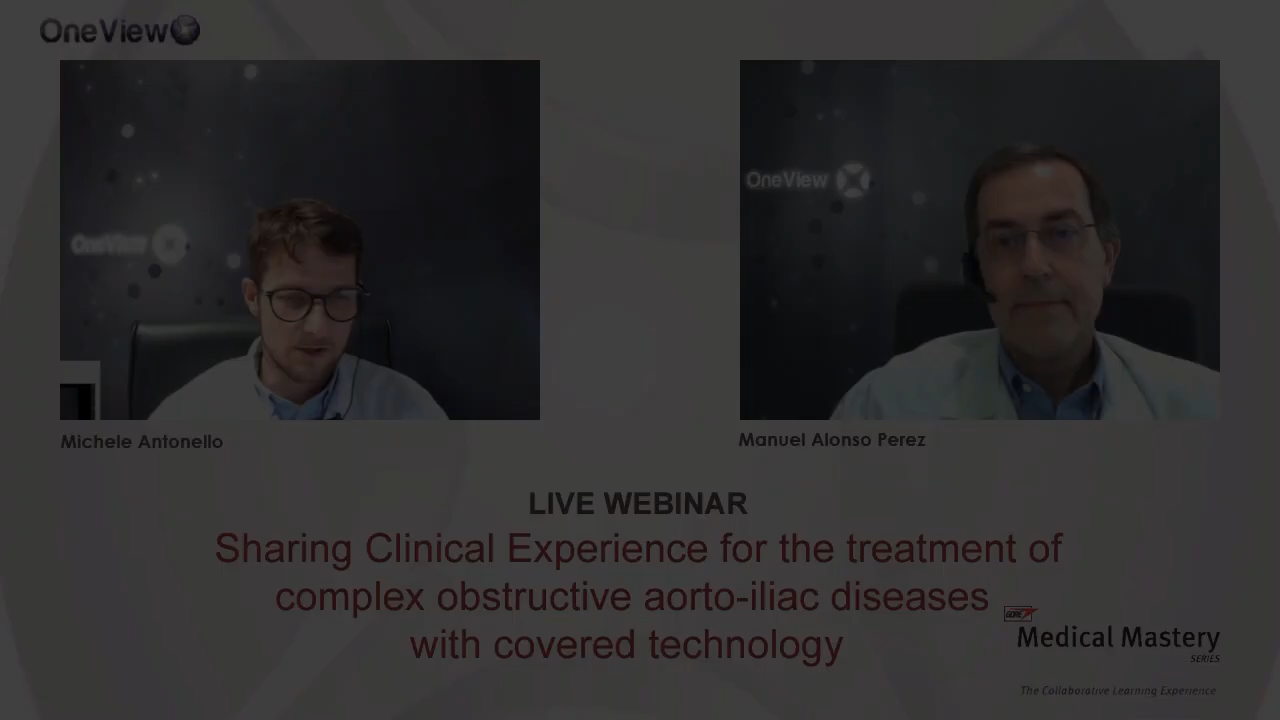 OneView
OneView
OneView
Michele Antonello
Manuel Alonso Perez
LIVE WEBINAR
Sharing Clinical Experience for the treatment of
complex obstructive aorto-iliac diseases
with covered technology
GORE
Medical Mastery
SERIES
The Collaborative Learning Experience